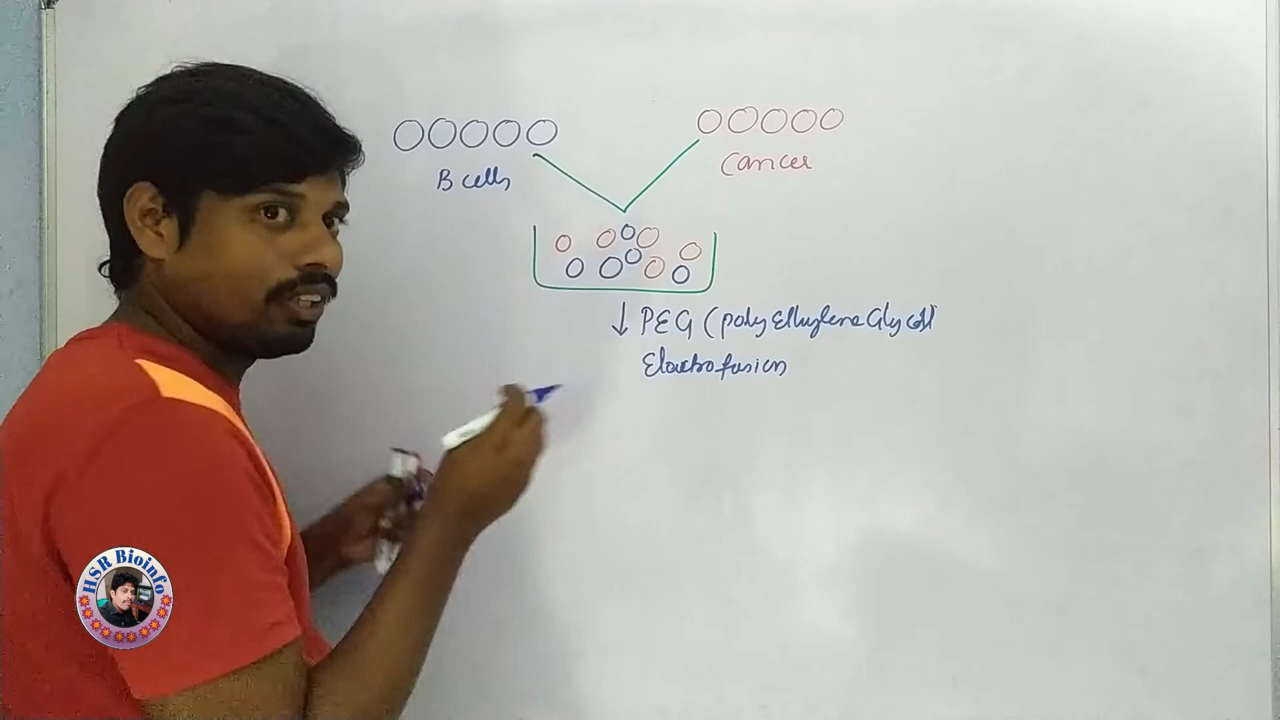 B cells
Cancer
↓ PEG (poly Ethylene Glycol)
Electrofusion
HSR Bioinfo